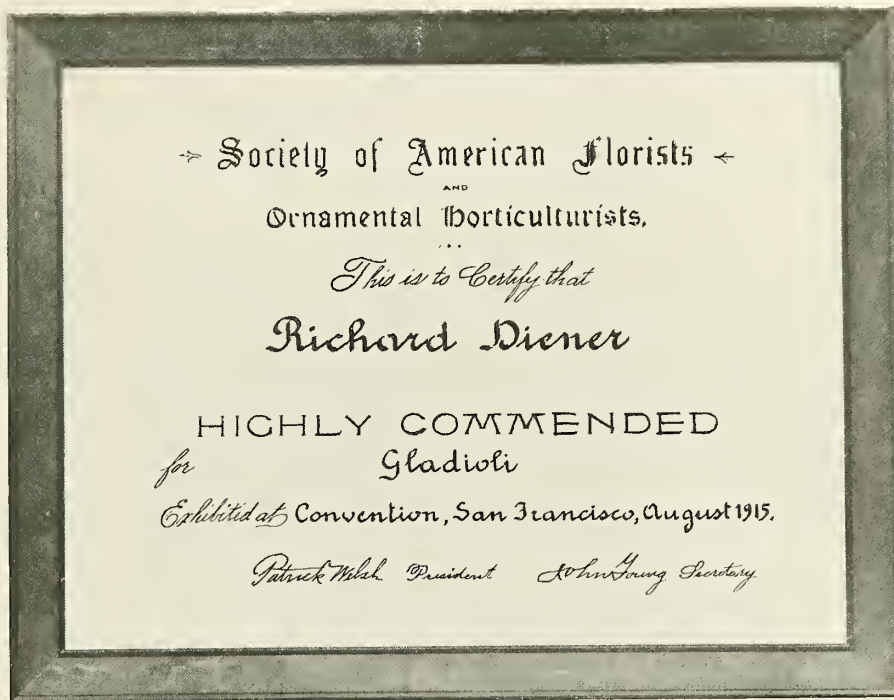 Society of American Florists
AND
Ornamental Horticulturists.
This is to Certify that
Richard Diener
HIGHLY COMMENDED
for Gladioli
Exhibited at Convention, San Francisco, August 1915.
Patrick Welsh President John Young Secretary